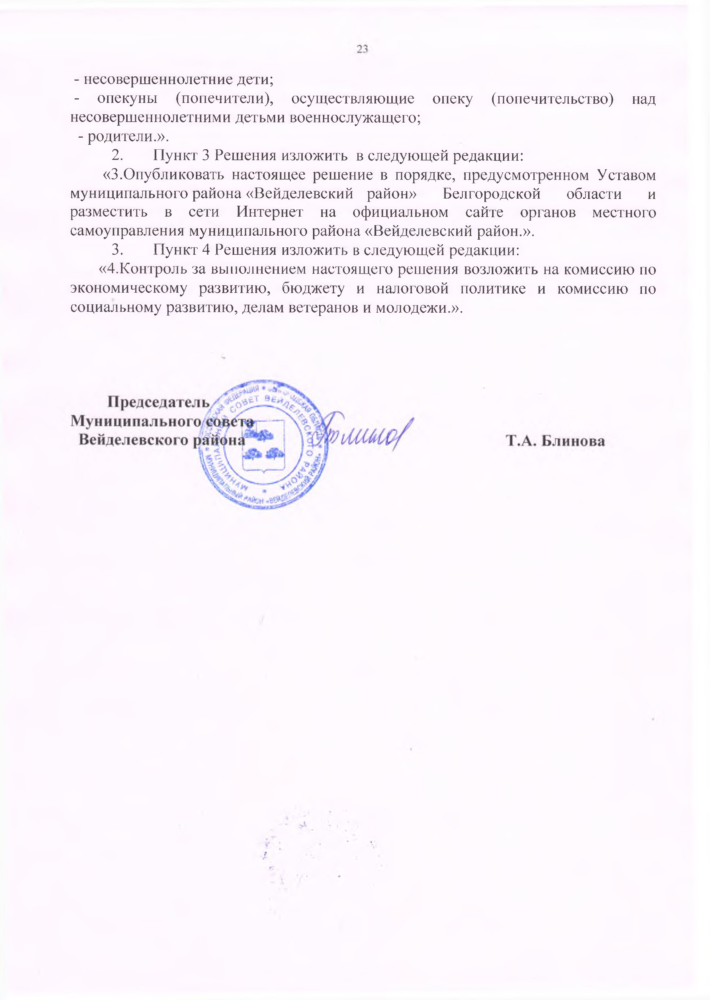 23
- несовершеннолетние дети;
- опекуны (попечители), осуществляющие опеку (попечительство) над
несовершеннолетними детьми военнослужащего;
- родители.».
2. Пункт 3 Решения изложить в следующей редакции:
«3.Опубликовать настоящее решение в порядке, предусмотренном Уставом
муниципального района «Вейделевский район» Белгородской области и
разместить в сети Интернет на официальном сайте органов местного
самоуправления муниципального района «Вейделевский район.».
3. Пункт 4 Решения изложить в следующей редакции:
«4.Контроль за выполнением настоящего решения возложить на комиссию по
экономическому развитию, бюджету и налоговой политике и комиссию по
социальному развитию, делам ветеранов и молодежи.».
Председатель
Муниципального совета
Вейделевского района
Т.А. Блинова
РОССИЙСКАЯ ФЕДЕРАЦИЯ * БЕЛГОРОДСКАЯ ОБЛАСТЬ *
МУНИЦИПАЛЬНЫЙ РАЙОН «ВЕЙДЕЛЕВСКИЙ РАЙОН» *
МУНИЦИПАЛЬНЫЙ СОВЕТ ВЕЙДЕЛЕВСКОГО РАЙОНА *